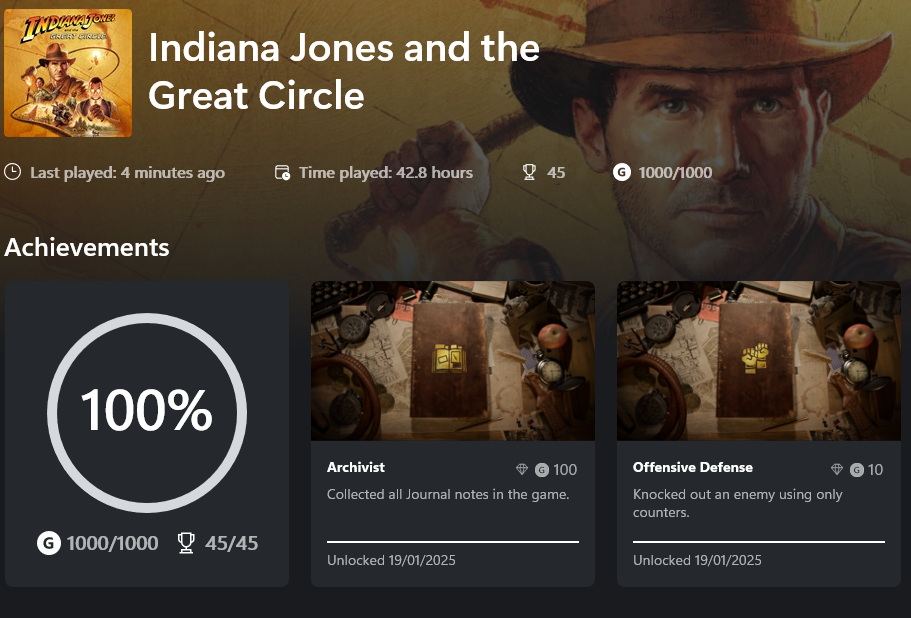 INDIANA JONES
and the
GREAT CIRCLE
Indiana Jones and the
Great Circle
Last played: 4 minutes ago
Time played: 42.8 hours
45
G 1000/1000
Achievements
100%
G 1000/1000
45/45
Archivist
G 100
Collected all Journal notes in the game.
Unlocked 19/01/2025
Offensive Defense
G 10
Knocked out an enemy using only
counters.
Unlocked 19/01/2025